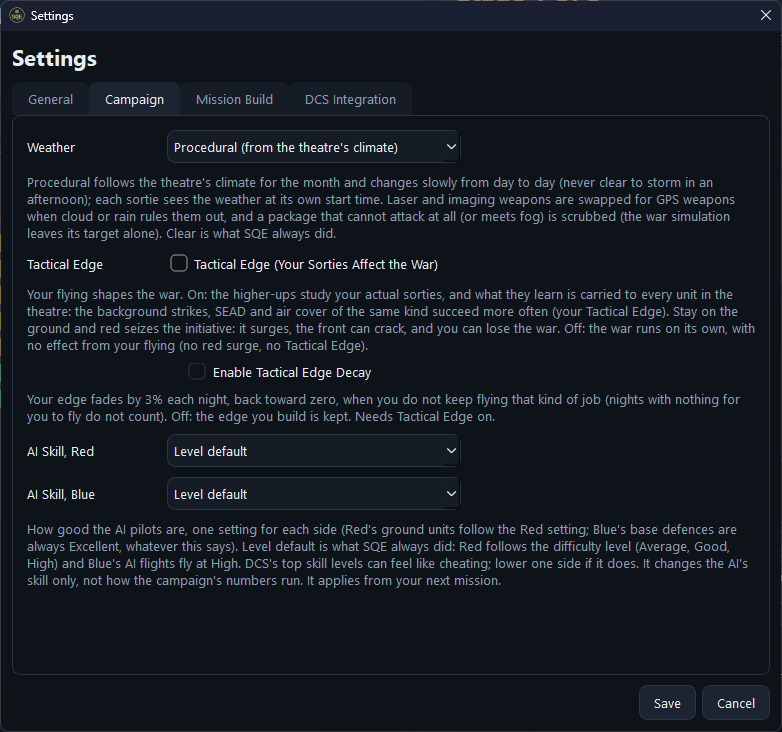 Settings
Settings
General
Campaign
Mission Build
DCS Integration
Weather
Procedural (from the theatre's climate)
Procedural follows the theatre's climate for the month and changes slowly from day to day (never clear to storm in an
afternoon); each sortie sees the weather at its own start time. Laser and imaging weapons are swapped for GPS weapons
when cloud or rain rules them out, and a package that cannot attack at all (or meets fog) is scrubbed (the war simulation
leaves its target alone). Clear is what SQE always did.
Tactical Edge
Tactical Edge (Your Sorties Affect the War)
Your flying shapes the war. On: the higher-ups study your actual sorties, and what they learn is carried to every unit in the
theatre: the background strikes, SEAD and air cover of the same kind succeed more often (your Tactical Edge). Stay on the
ground and red seizes the initiative: it surges, the front can crack, and you can lose the war. Off: the war runs on its own, with
no effect from your flying (no red surge, no Tactical Edge).
Enable Tactical Edge Decay
Your edge fades by 3% each night, back toward zero, when you do not keep flying that kind of job (nights with nothing for
you to fly do not count). Off: the edge you build is kept. Needs Tactical Edge on.
AI Skill, Red
Level default
AI Skill, Blue
Level default
How good the AI pilots are, one setting for each side (Red's ground units follow the Red setting; Blue's base defences are
always Excellent, whatever this says). Level default is what SQE always did: Red follows the difficulty level (Average, Good,
High) and Blue's AI flights fly at High. DCS's top skill levels can feel like cheating; lower one side if it does. It changes the AI's
skill only, not how the campaign's numbers run. It applies from your next mission.
Save
Cancel